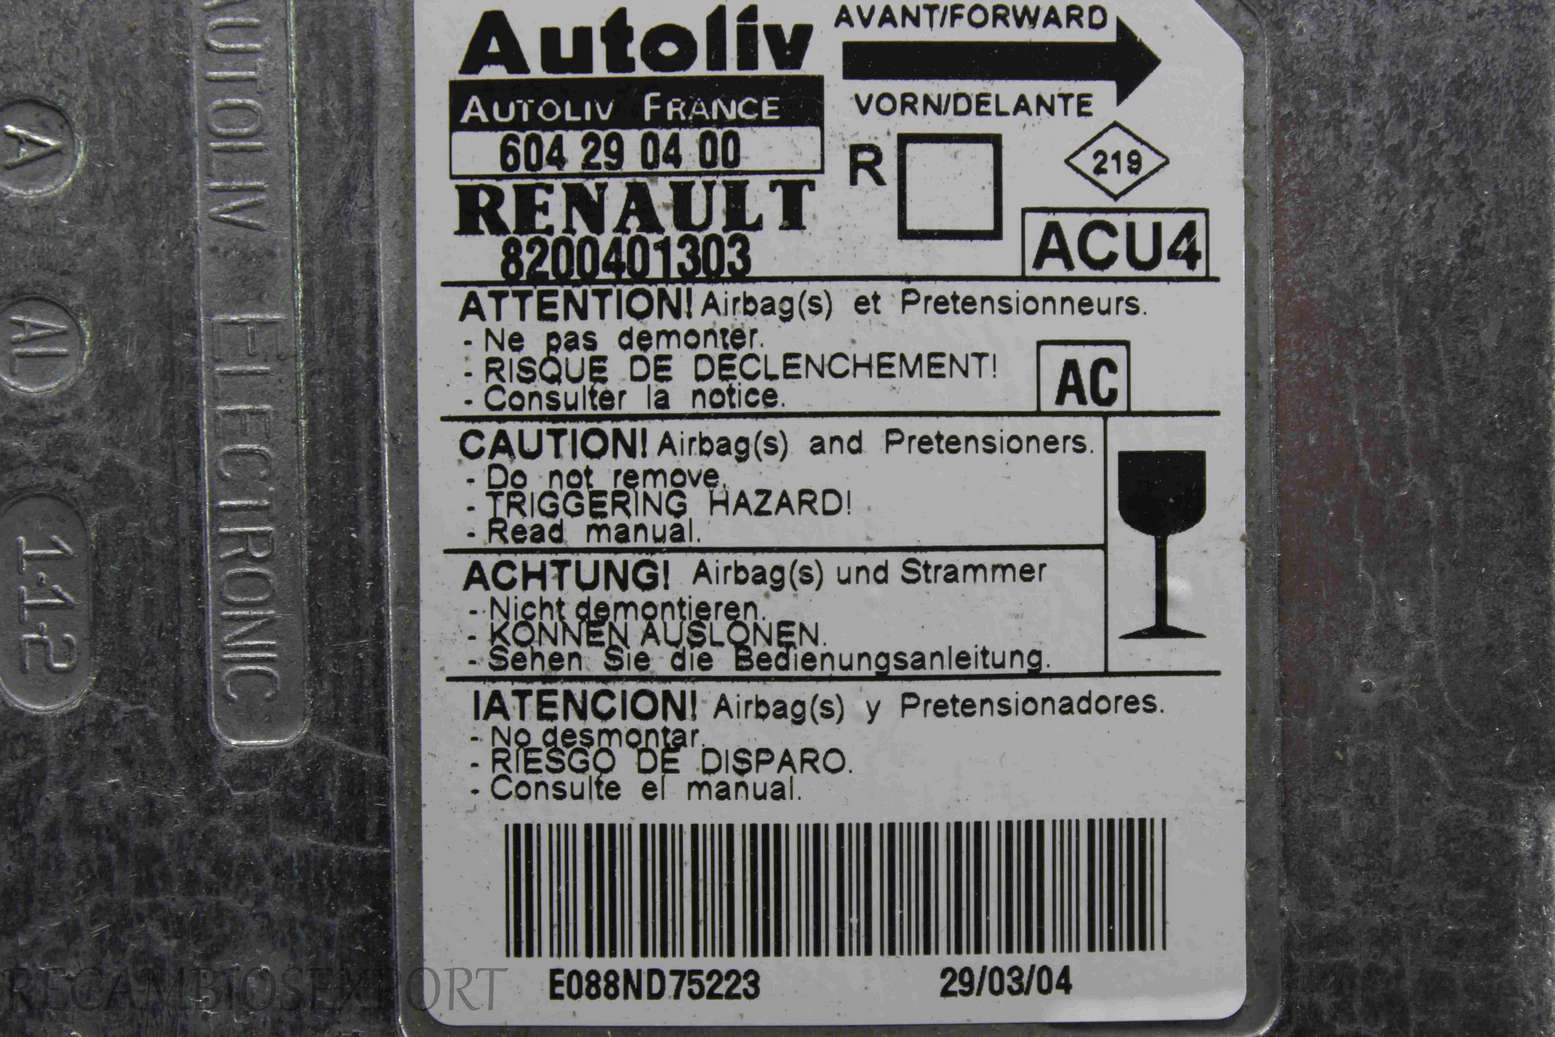 Autoliv
AVANT/FORWARD
AUTOLIV FRANCE
VORN/DELANTE
604 29 04 00
R
219
RENAULT
8200401303
ACU4
ATTENTION! Airbag(s) et Pretensionneurs.
- Ne pas demonter.
- RISQUE DE DECLENCHEMENT!
- Consulter la notice.
AC
CAUTION! Airbag(s) and Pretensioners.
- Do not remove.
- TRIGGERING HAZARD!
- Read manual.
ACHTUNG! Airbag(s) und Strammer
- Nicht demontieren.
- KONNEN AUSLONEN.
- Sehen Sie die Bedienungsanleitung.
IATENCION! Airbag(s) y Pretensionadores.
- No desmontar.
- RIESGO DE DISPARO.
- Consulte el manual.
E088ND75223
29/03/04
AUTOLIV ELECTRONIC
A
AL
1-1-2
RECAMBIOSEXPORT